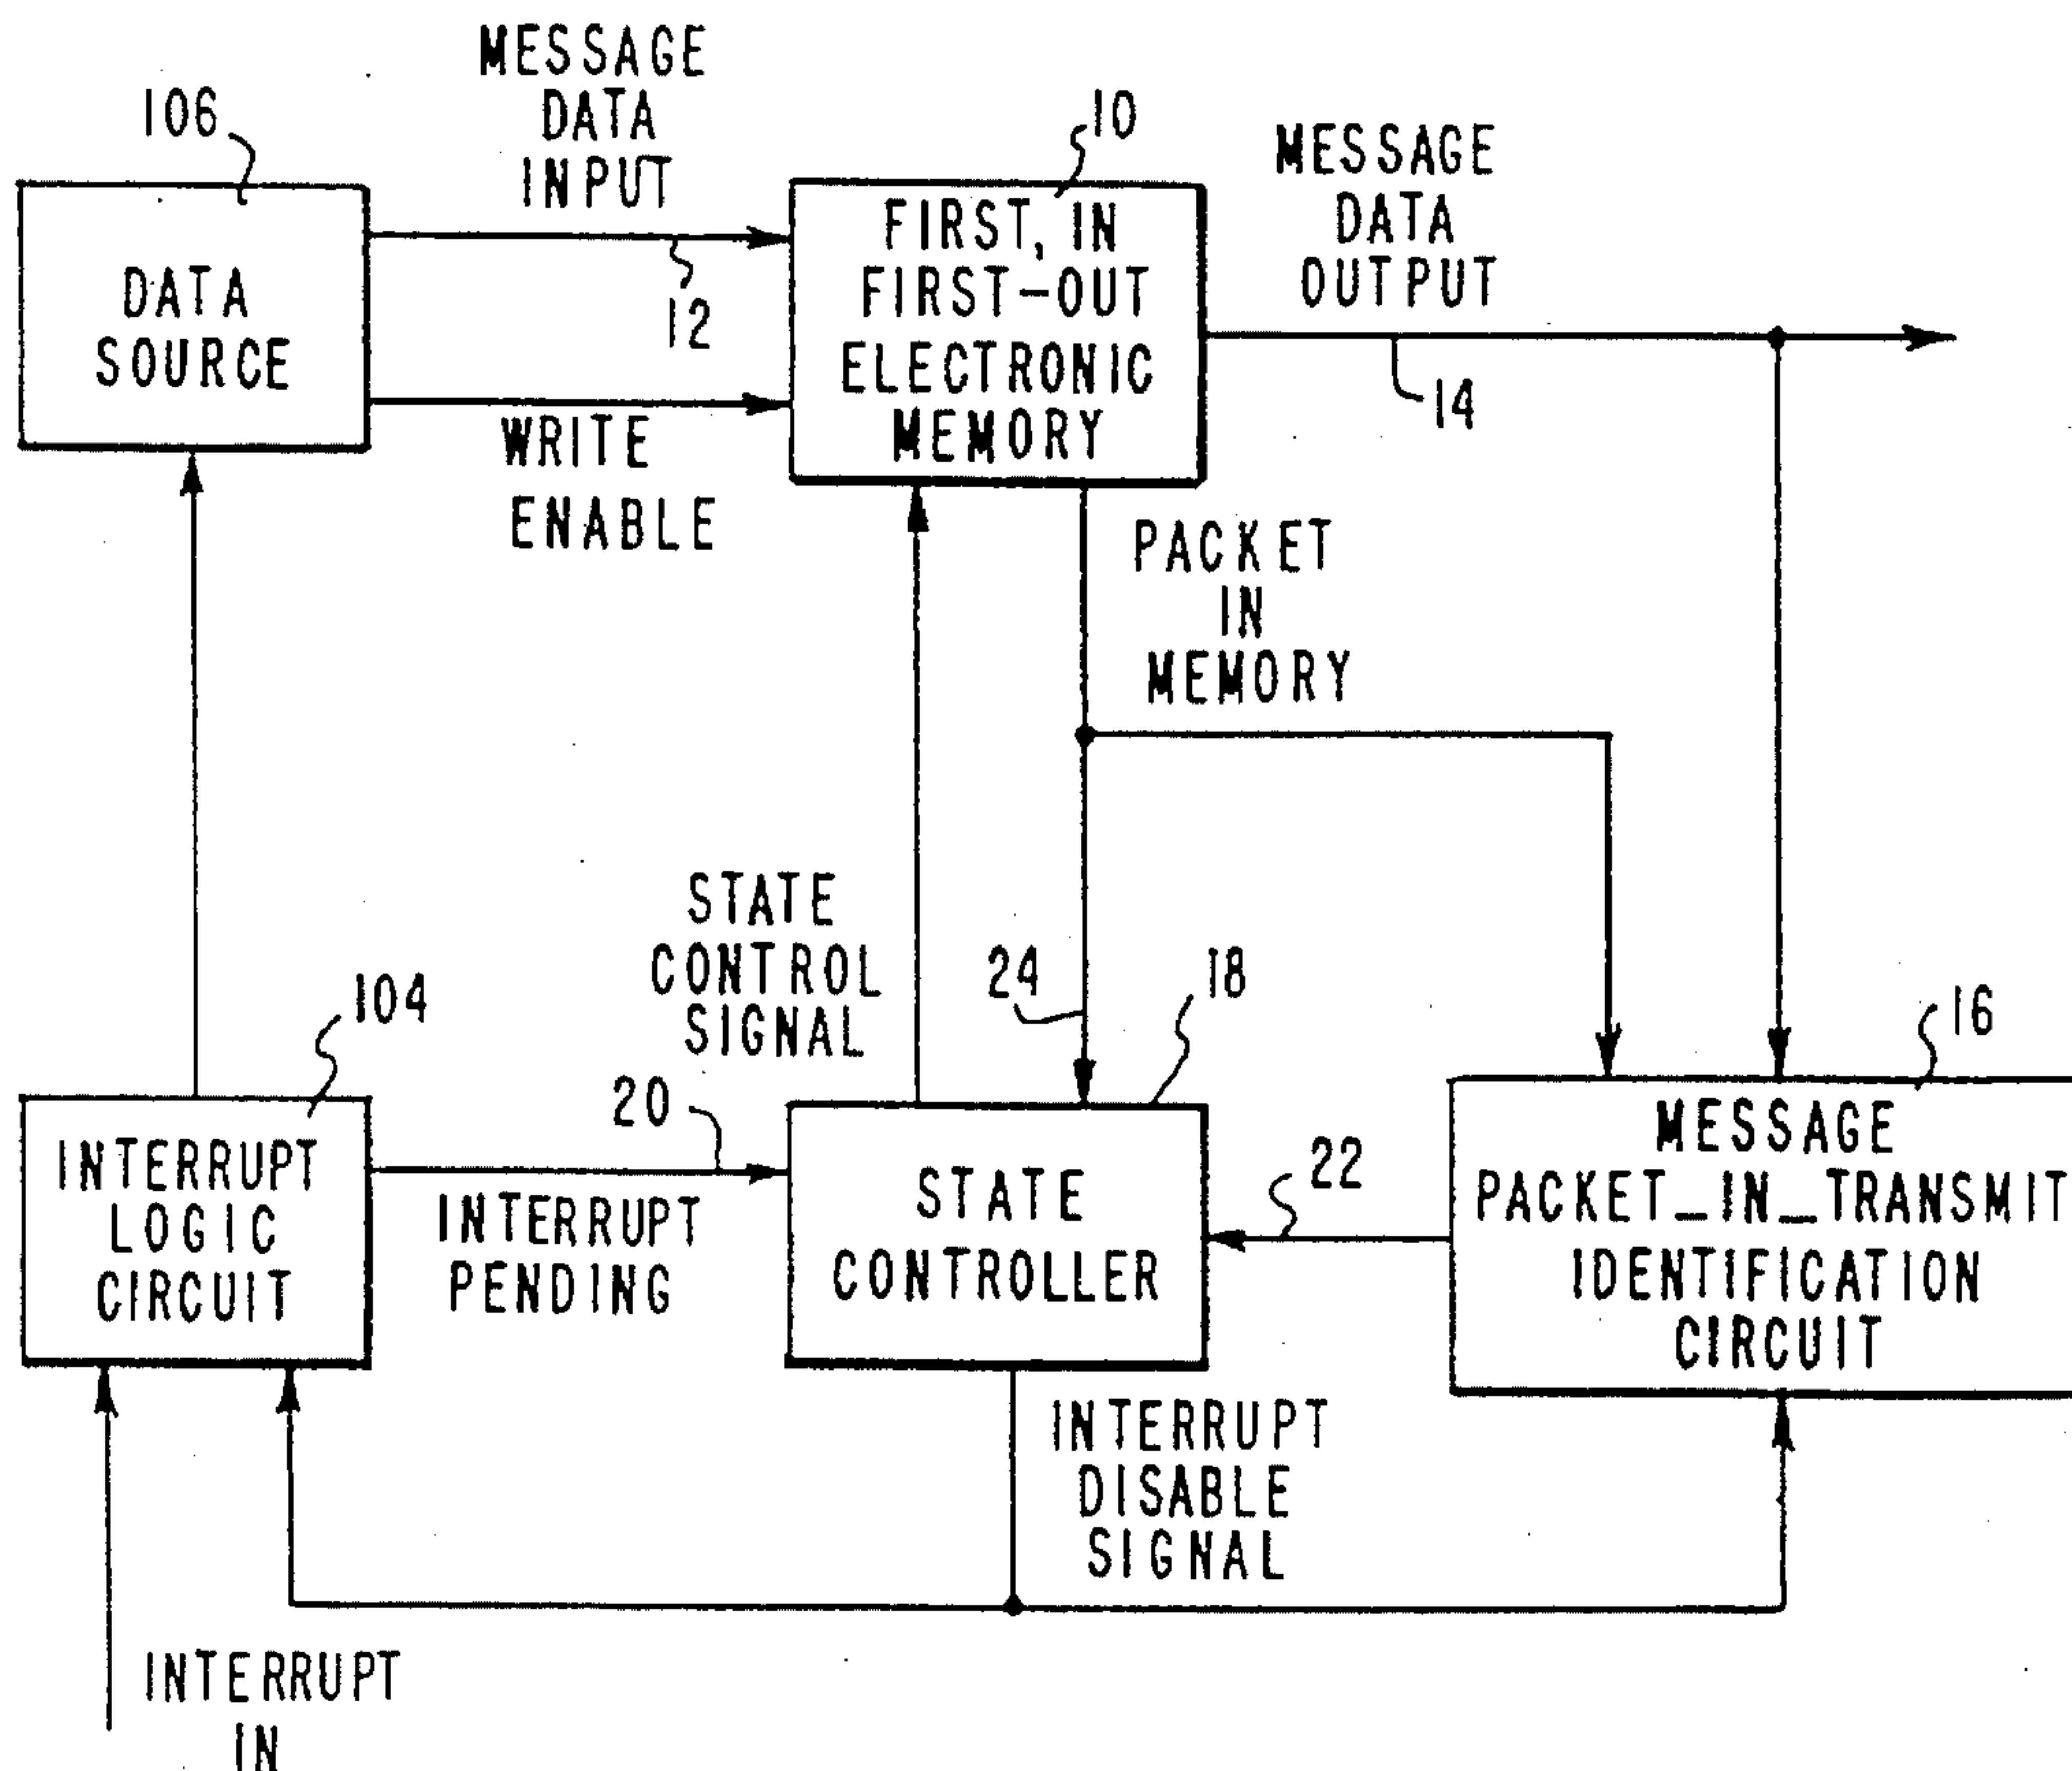 106
MESSAGE
DATA
INPUT
10
MESSAGE
DATA
OUTPUT
DATA
SOURCE
12
FIRST, IN
FIRST-OUT
ELECTRONIC
MEMORY
14
WRITE
ENABLE
PACKET
IN
MEMORY
STATE
CONTROL
SIGNAL
24
18
16
104
20
INTERRUPT
LOGIC
CIRCUIT
INTERRUPT
PENDING
STATE
CONTROLLER
22
MESSAGE
PACKET_IN_TRANSMIT
IDENTIFICATION
CIRCUIT
INTERRUPT
DISABLE
SIGNAL
INTERRUPT
IN